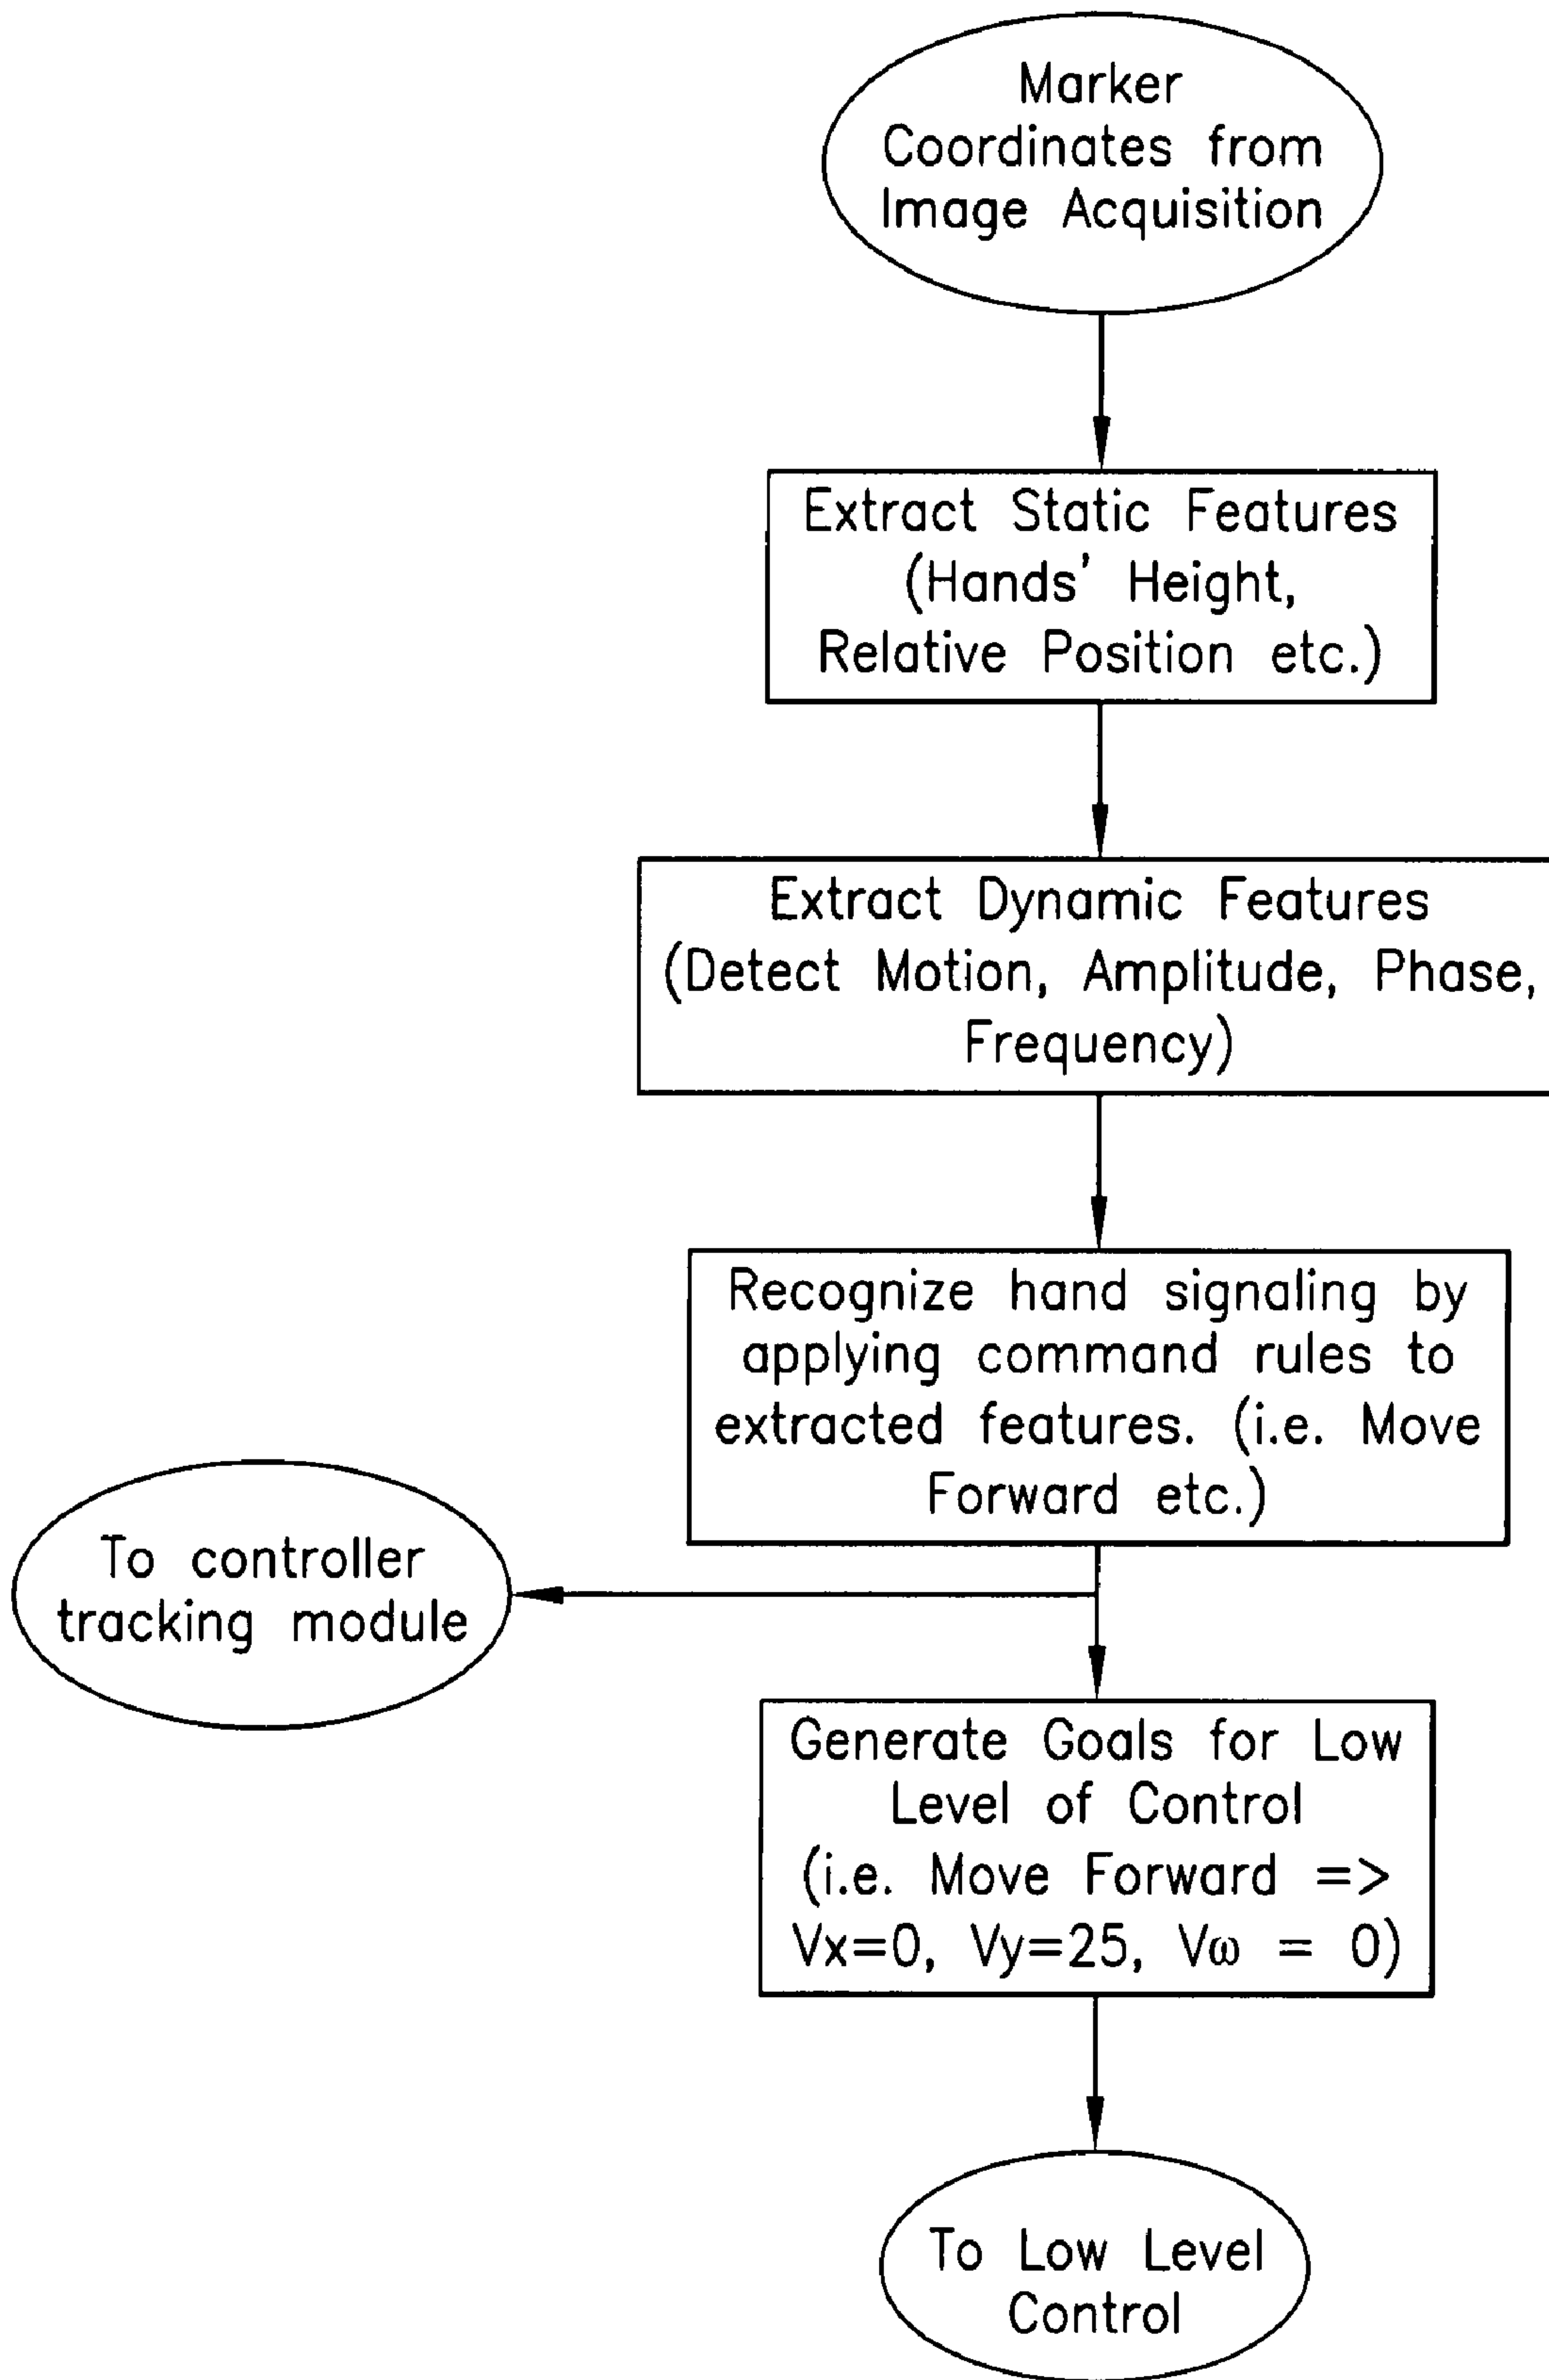 Marker
Coordinates from
Image Acquisition
Extract Static Features
(Hands' Height,
Relative Position etc.)
Extract Dynamic Features
(Detect Motion, Amplitude, Phase,
Frequency)
Recognize hand signaling by
applying command rules to
extracted features. (i.e. Move
Forward etc.)
To controller
tracking module
Generate Goals for Low
Level of Control
(i.e. Move Forward =>
Vx=0, Vy=25, Vω = 0)
To Low Level
Control